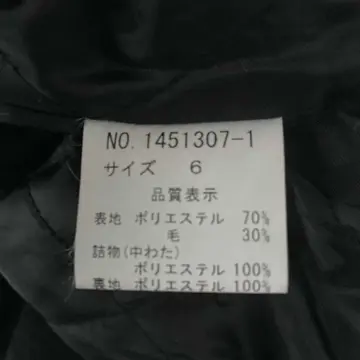 NO.1451307-1
サイズ 6
品質表示
表地 ポリエステル 70%
毛 30%
詰物(中わた)
ポリエステル 100%
裏地 ポリエステル 100%